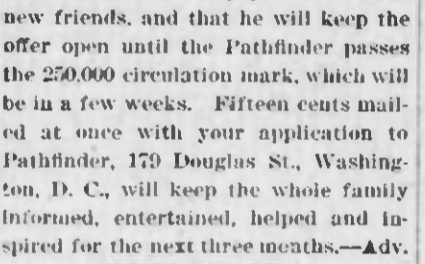 new friends, and that he will keep the
offer open until the Pathfinder passes
the 250,000 circulation mark, which will
be in a few weeks. Fifteen cents mail-
ed at once with your application to
Pathfinder, 179 Douglas St., Washing-
ton, D. C., will keep the whole family
informed, entertained, helped and in-
spired for the next three months.—Adv.